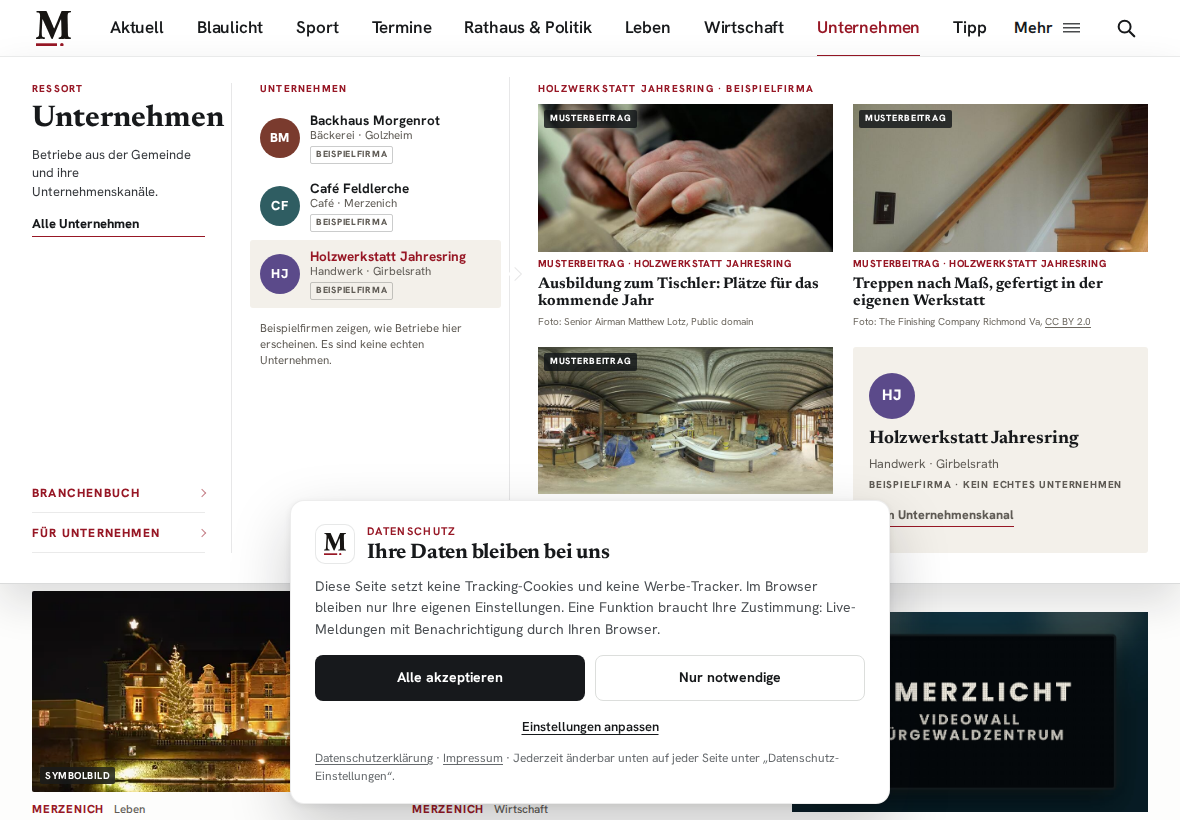 M
Aktuell Blaulicht Sport Termine Rathaus & Politik Leben Wirtschaft Unternehmen Tipp Mehr
RESSORT
Unternehmen
Betriebe aus der Gemeinde
und ihre
Unternehmenskanäle.
Alle Unternehmen
BRANCHENBUCH
FÜR UNTERNEHMEN
UNTERNEHMEN
BM
Backhaus Morgenrot
Bäckerei · Golzheim
BEISPIELFIRMA
CF
Café Feldlerche
Café · Merzenich
BEISPIELFIRMA
HJ
Holzwerkstatt Jahresring
Handwerk · Girbelsrath
BEISPIELFIRMA
Beispielfirmen zeigen, wie Betriebe hier
erscheinen. Es sind keine echten
Unternehmen.
HOLZWERKSTATT JAHRESRING · BEISPIELFIRMA
MUSTERBEITRAG
MUSTERBEITRAG · HOLZWERKSTATT JAHRESRING
Ausbildung zum Tischler: Plätze für das
kommende Jahr
Foto: Senior Airman Matthew Lotz, Public domain
MUSTERBEITRAG
MUSTERBEITRAG · HOLZWERKSTATT JAHRESRING
Treppen nach Maß, gefertigt in der
eigenen Werkstatt
Foto: The Finishing Company Richmond Va, CC BY 2.0
MUSTERBEITRAG
HJ
Holzwerkstatt Jahresring
Handwerk · Girbelsrath
BEISPIELFIRMA · KEIN ECHTES UNTERNEHMEN
Unternehmenskanal
M
DATENSCHUTZ
Ihre Daten bleiben bei uns
Diese Seite setzt keine Tracking-Cookies und keine Werbe-Tracker. Im Browser
bleiben nur Ihre eigenen Einstellungen. Eine Funktion braucht Ihre Zustimmung: Live-
Meldungen mit Benachrichtigung durch Ihren Browser.
Alle akzeptieren
Nur notwendige
Einstellungen anpassen
Datenschutzerklärung · Impressum · Jederzeit änderbar unten auf jeder Seite unter „Datenschutz-
Einstellungen“.
SYMBOLBILD
MERZENICH Leben
MERZENICH Wirtschaft
MERZLICHT
VIDEOWALL
ÜRGEWALDZENTRUM